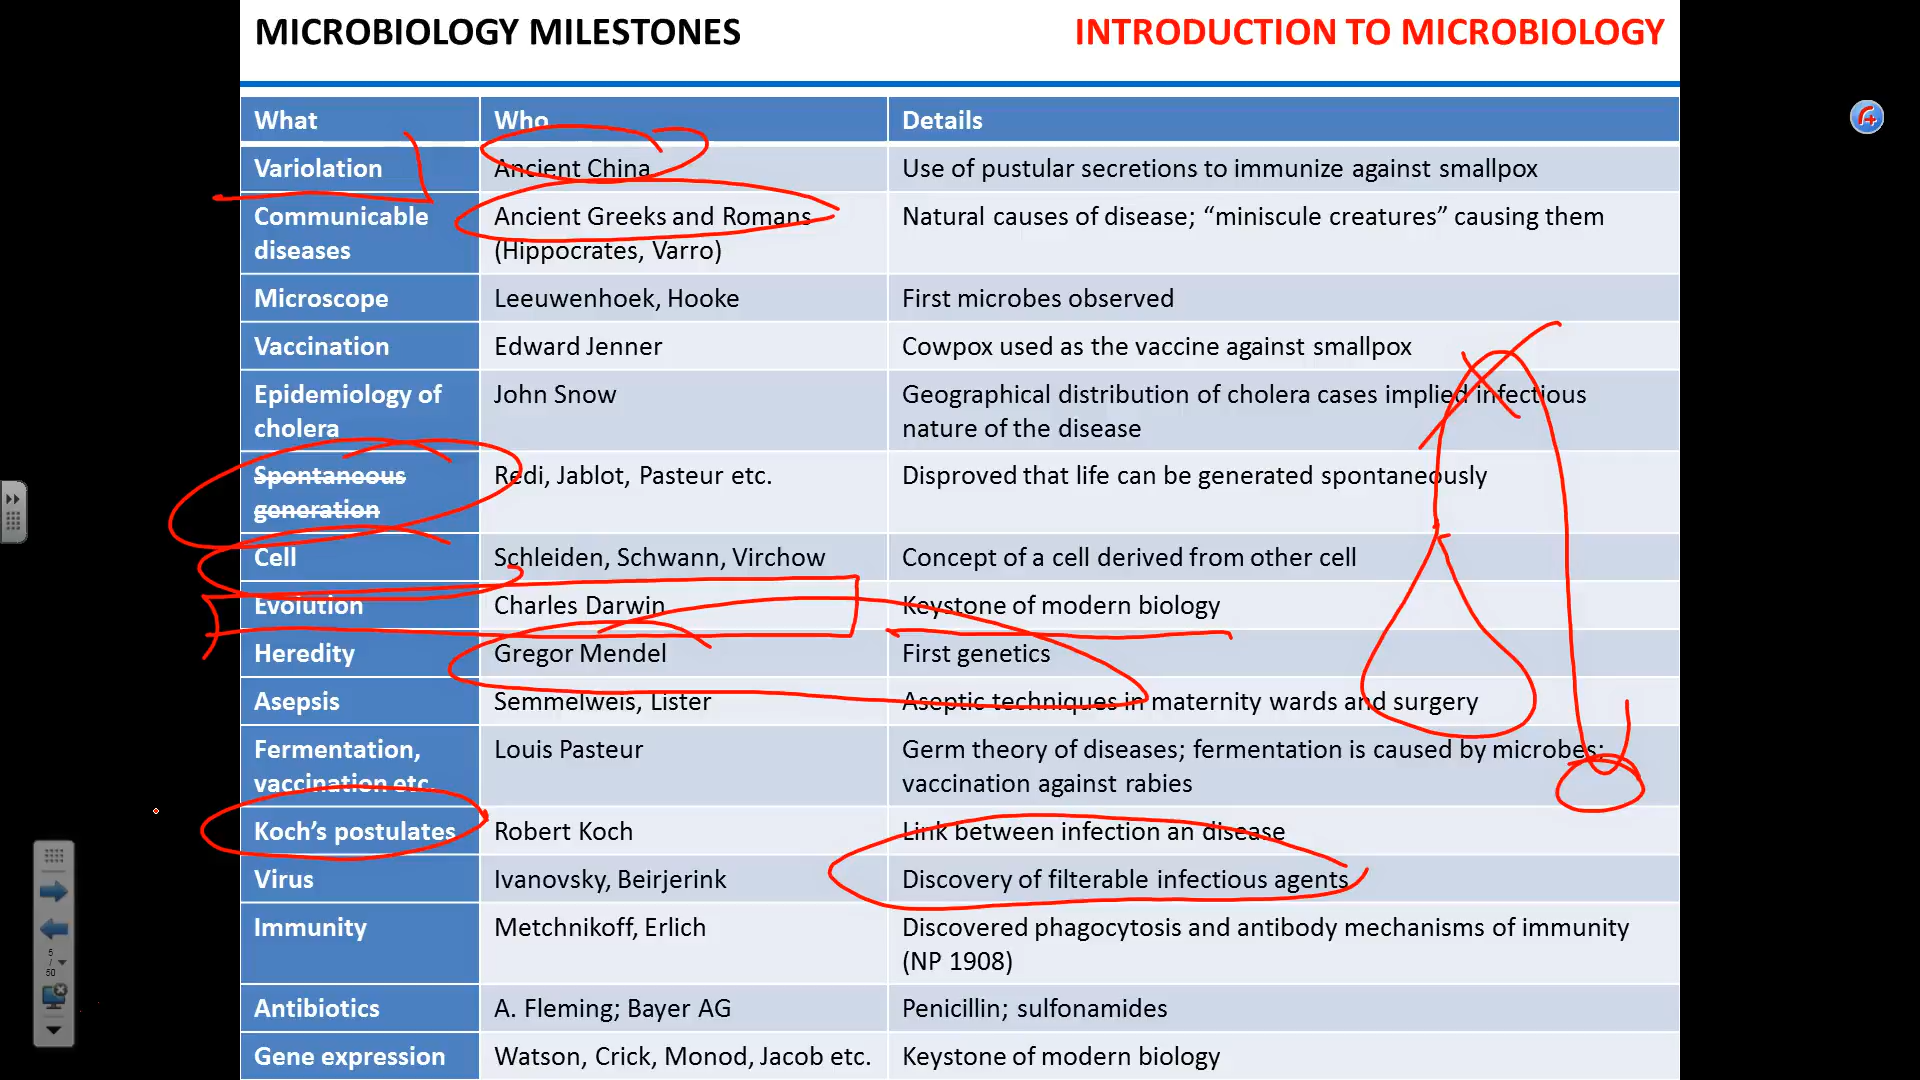 MICROBIOLOGY MILESTONES INTRODUCTION TO MICROBIOLOGY
What Who Details
Variolation Ancient China Use of pustular secretions to immunize against smallpox
Communicable Ancient Greeks and Romans Natural causes of disease; “miniscule creatures” causing them
diseases (Hippocrates, Varro)
Microscope Leeuwenhoek, Hooke First microbes observed
Vaccination Edward Jenner Cowpox used as the vaccine against smallpox
Epidemiology of John Snow Geographical distribution of cholera cases implied infectious
cholera nature of the disease
Spontaneous Redi, Jablot, Pasteur etc. Disproved that life can be generated spontaneously
generation
Cell Schleiden, Schwann, Virchow Concept of a cell derived from other cell
Evolution Charles Darwin Keystone of modern biology
Heredity Gregor Mendel First genetics
Asepsis Semmelweis, Lister Aseptic techniques in maternity wards and surgery
Fermentation, Louis Pasteur Germ theory of diseases; fermentation is caused by microbes;
vaccination etc. vaccination against rabies
Koch’s postulates Robert Koch Link between infection an disease
Virus Ivanovsky, Beirjerink Discovery of filterable infectious agents
Immunity Metchnikoff, Erlich Discovered phagocytosis and antibody mechanisms of immunity
(NP 1908)
Antibiotics A. Fleming; Bayer AG Penicillin; sulfonamides
Gene expression Watson, Crick, Monod, Jacob etc. Keystone of modern biology
5
/
50